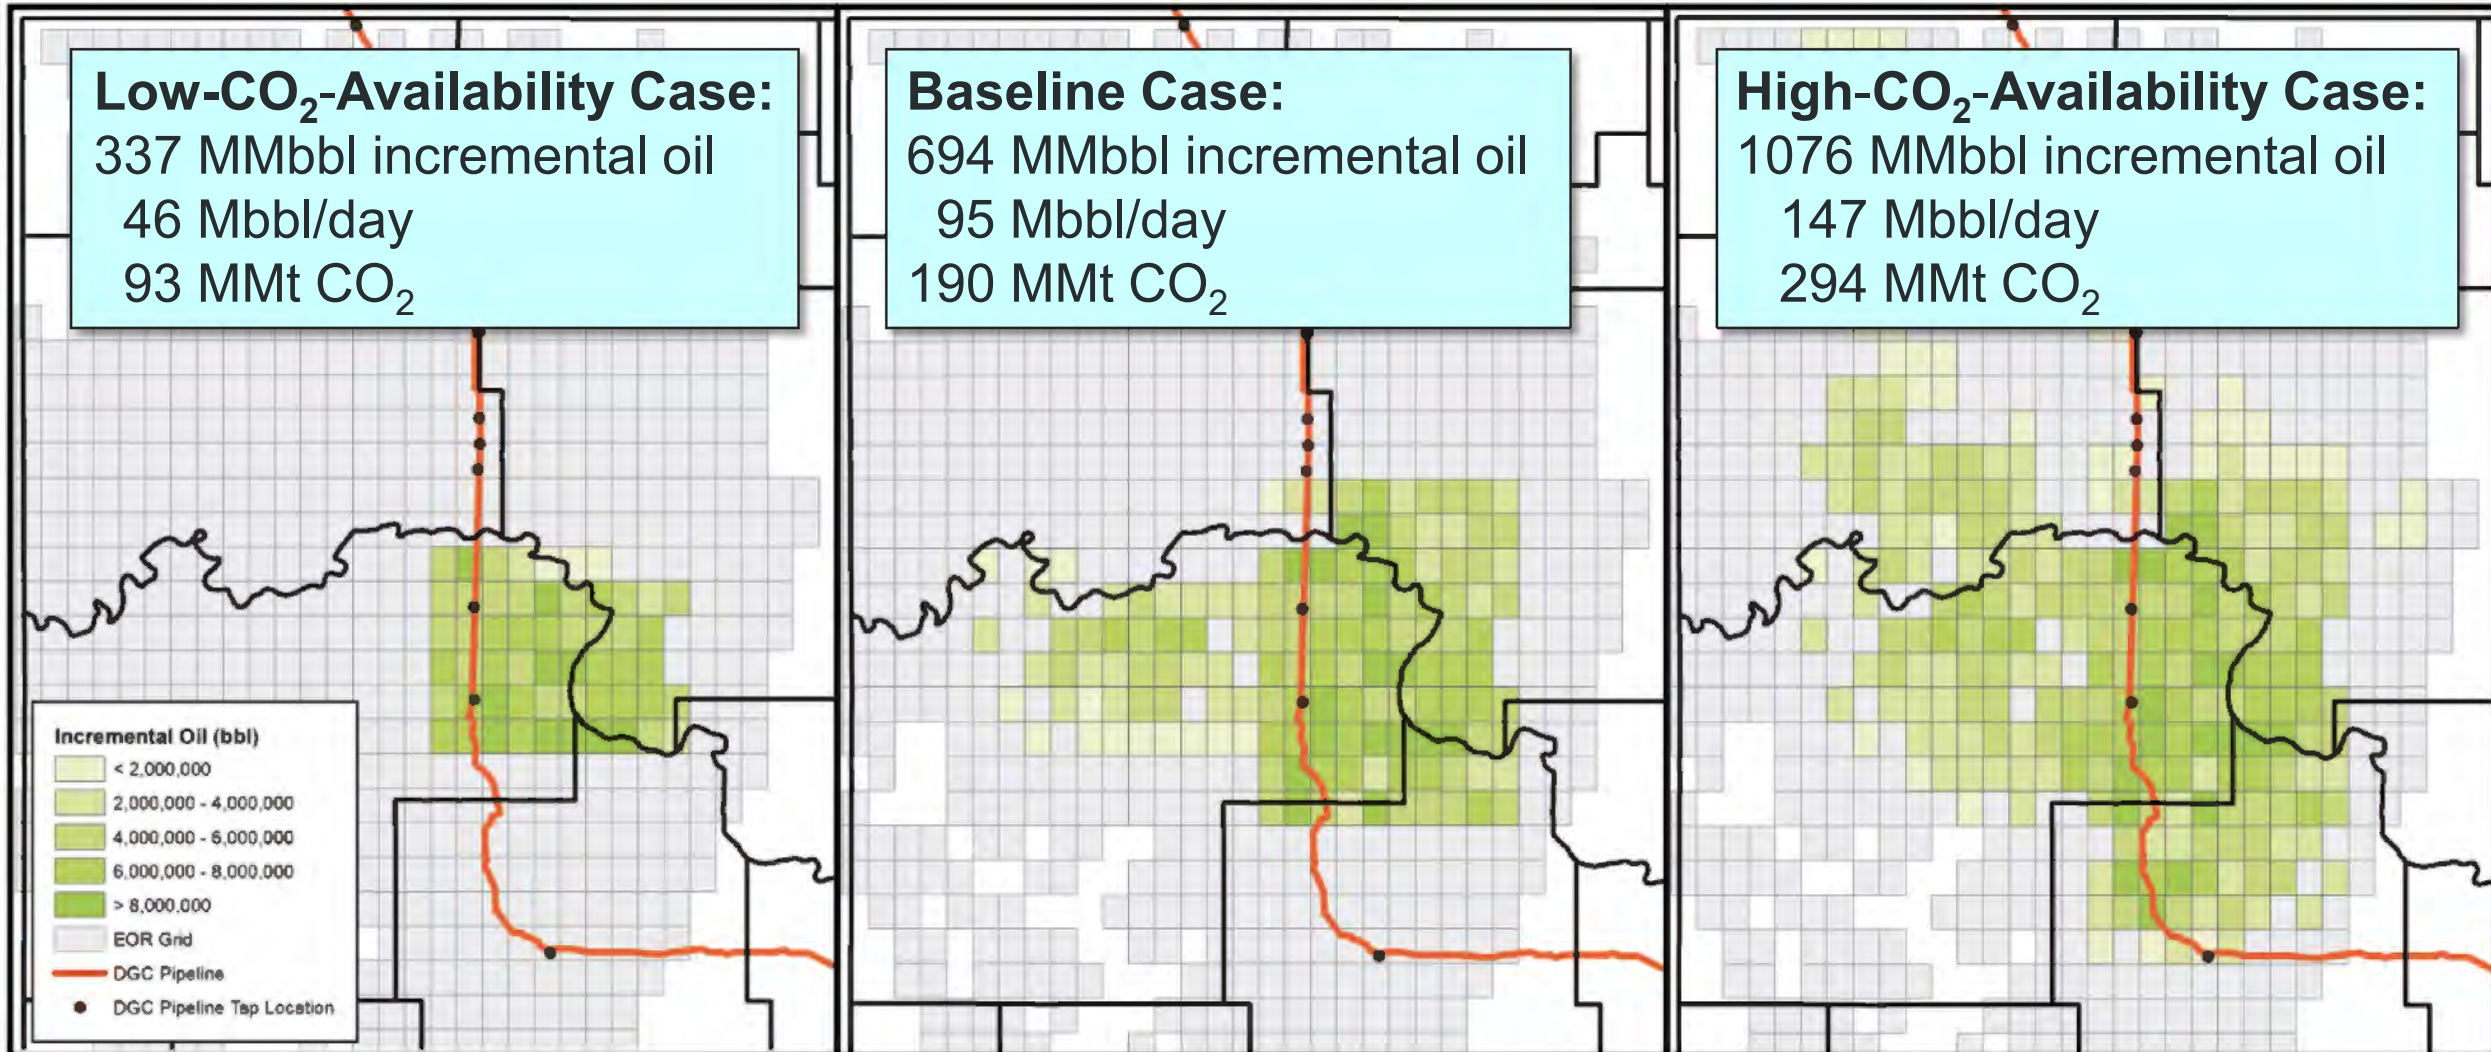 Low-CO₂-Availability Case:
337 MMbbl incremental oil
46 Mbbl/day
93 MMt CO₂
Baseline Case:
694 MMbbl incremental oil
95 Mbbl/day
190 MMt CO₂
High-CO₂-Availability Case:
1076 MMbbl incremental oil
147 Mbbl/day
294 MMt CO₂
Incremental Oil (bbl)
< 2,000,000
2,000,000 - 4,000,000
4,000,000 - 6,000,000
6,000,000 - 8,000,000
> 8,000,000
EOR Grid
DGC Pipeline
DGC Pipeline Tap Location